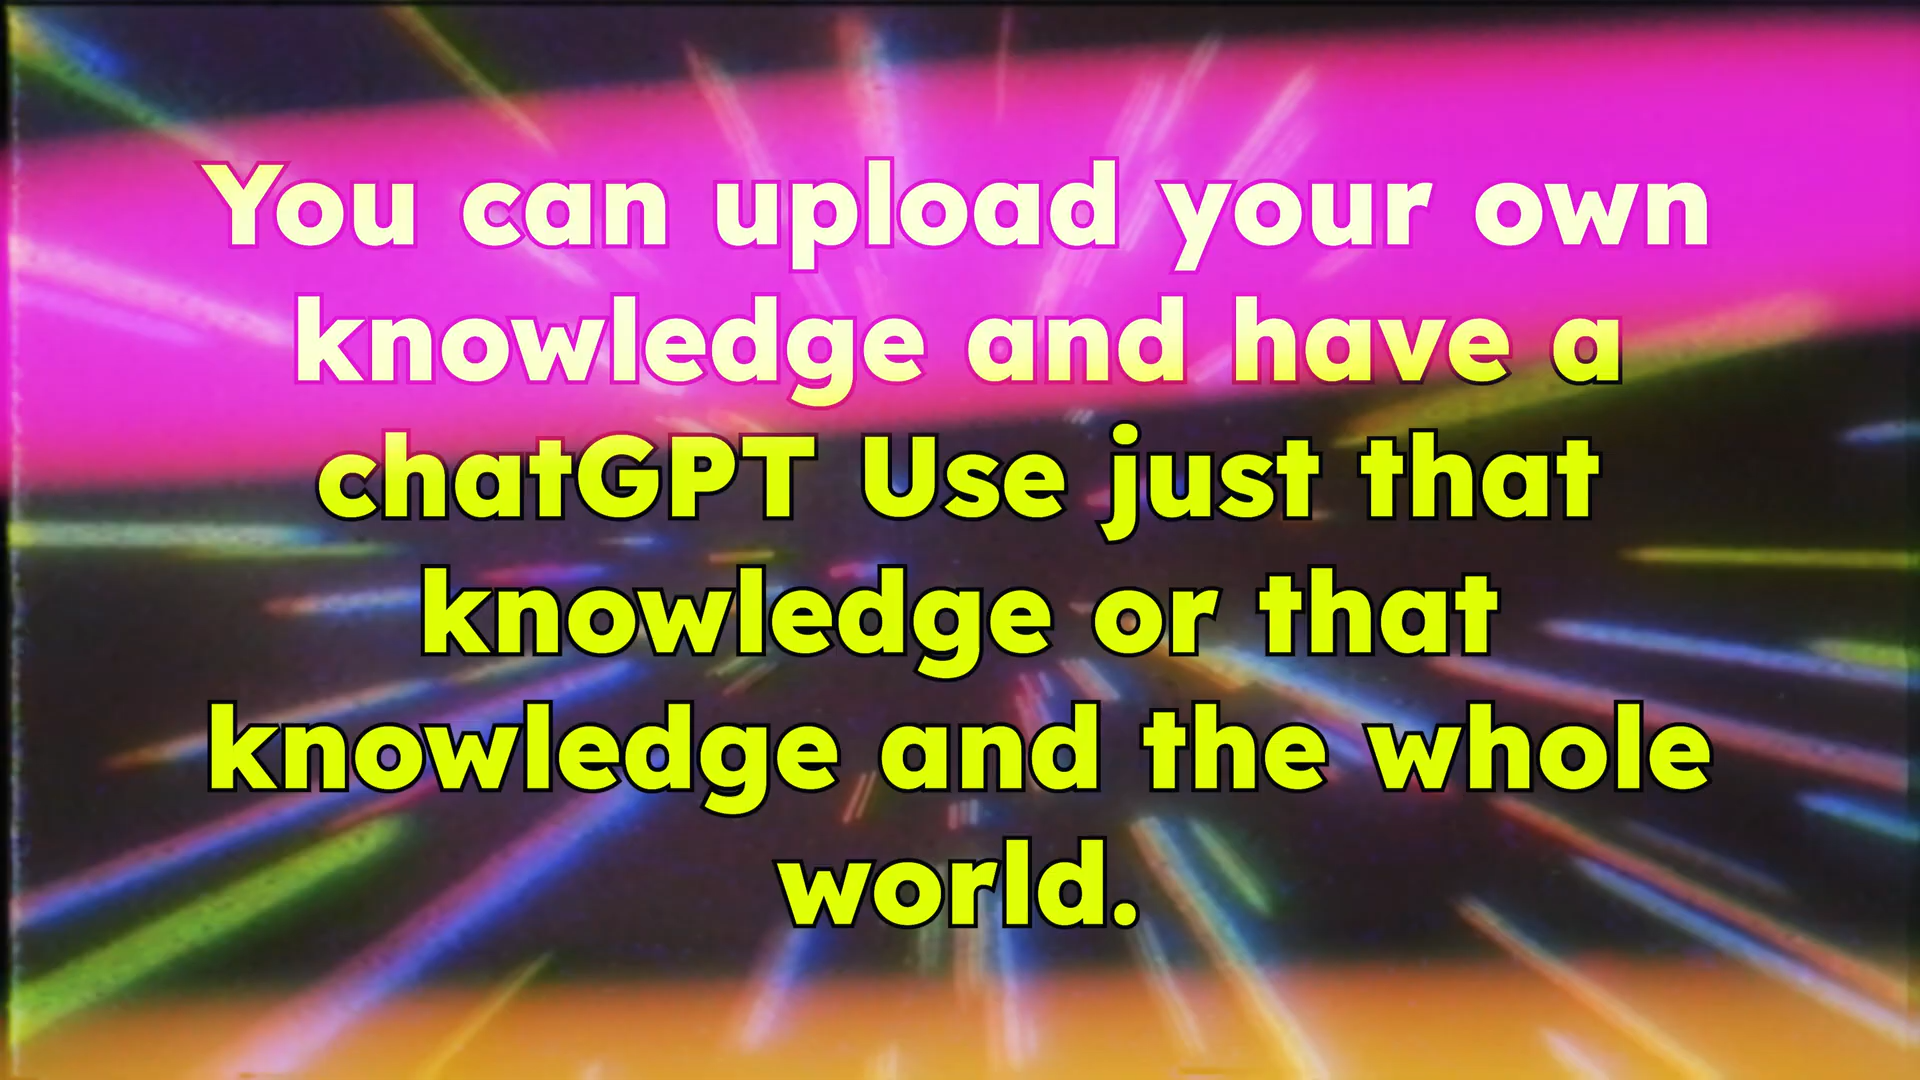 You can upload your own
knowledge and have a
chatGPT Use just that
knowledge or that
knowledge and the whole
world.